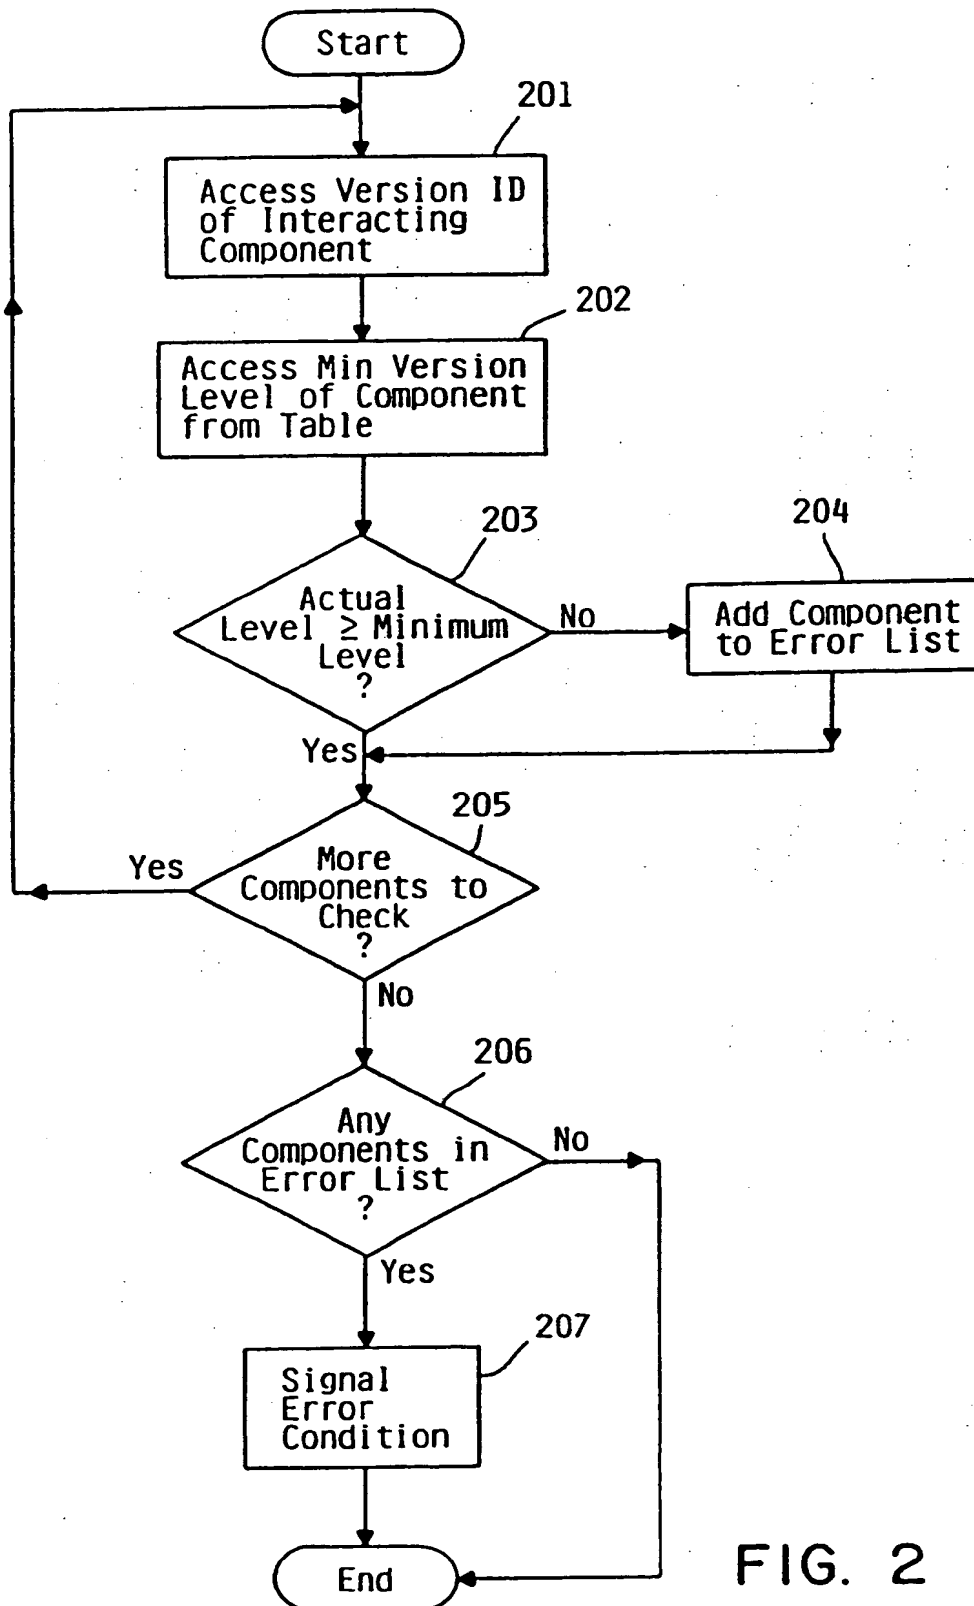 Start
201
Access Version ID
of Interacting
Component
202
Access Min Version
Level of Component
from Table
203
Actual
Level ≥ Minimum
Level
?
No
204
Add Component
to Error List
Yes
205
More
Components to
Check
?
Yes
No
206
Any
Components in
Error List
?
No
Yes
207
Signal
Error
Condition
End
FIG. 2